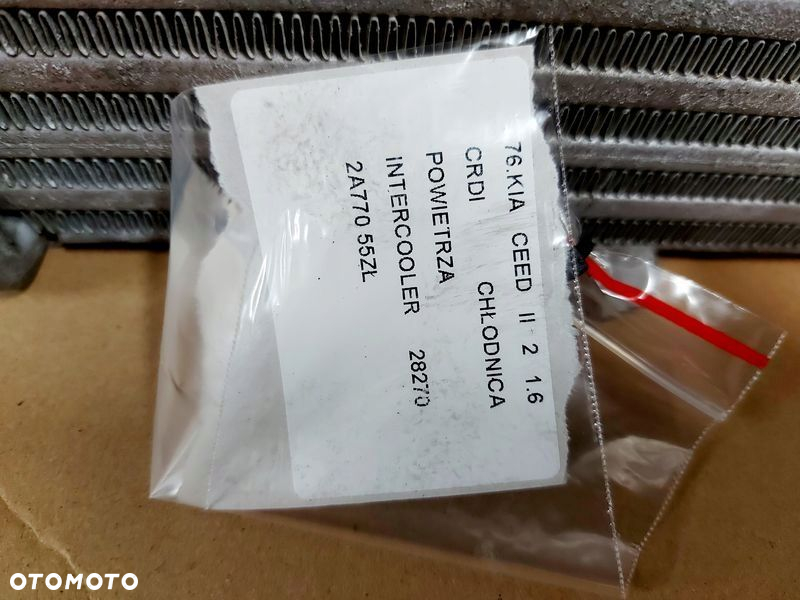 76.KIA CEED II 2 1.6
CRDI CHŁODNICA
POWIETRZA
INTERCOOLER 28270
2A770 55ZŁ
OTOMOTO